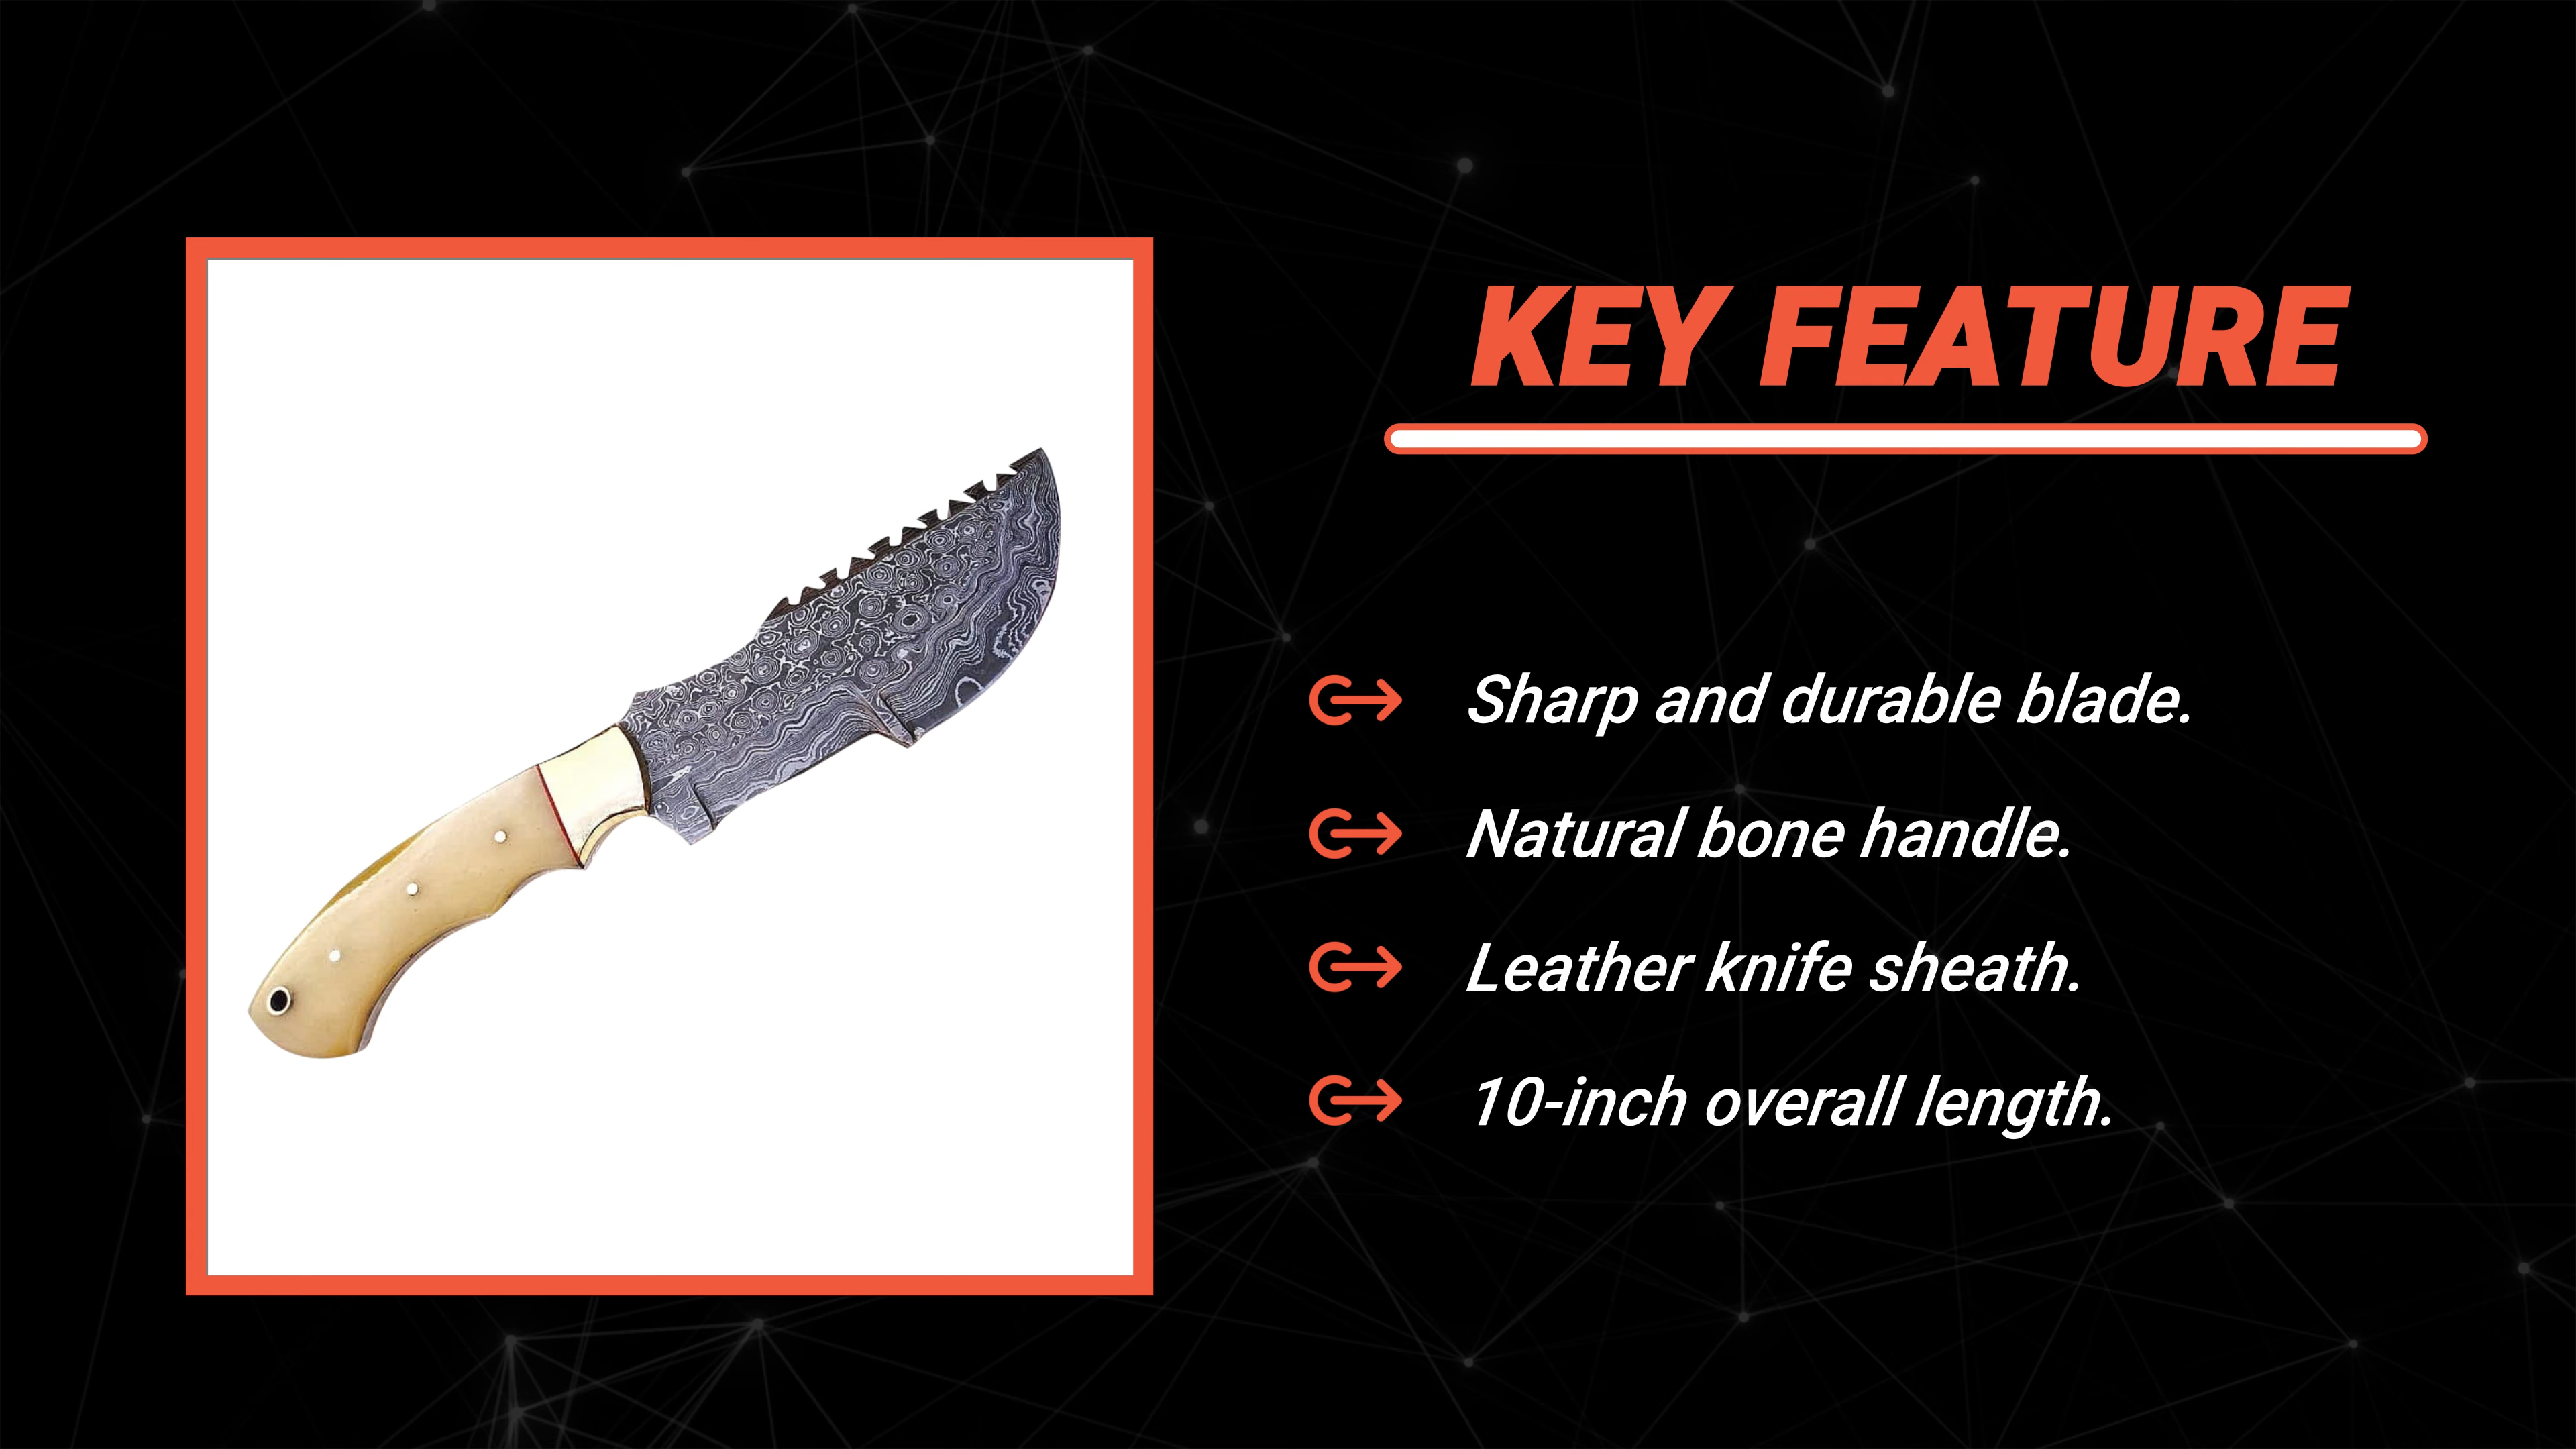 KEY FEATURE
Sharp and durable blade.
Natural bone handle.
Leather knife sheath.
10-inch overall length.